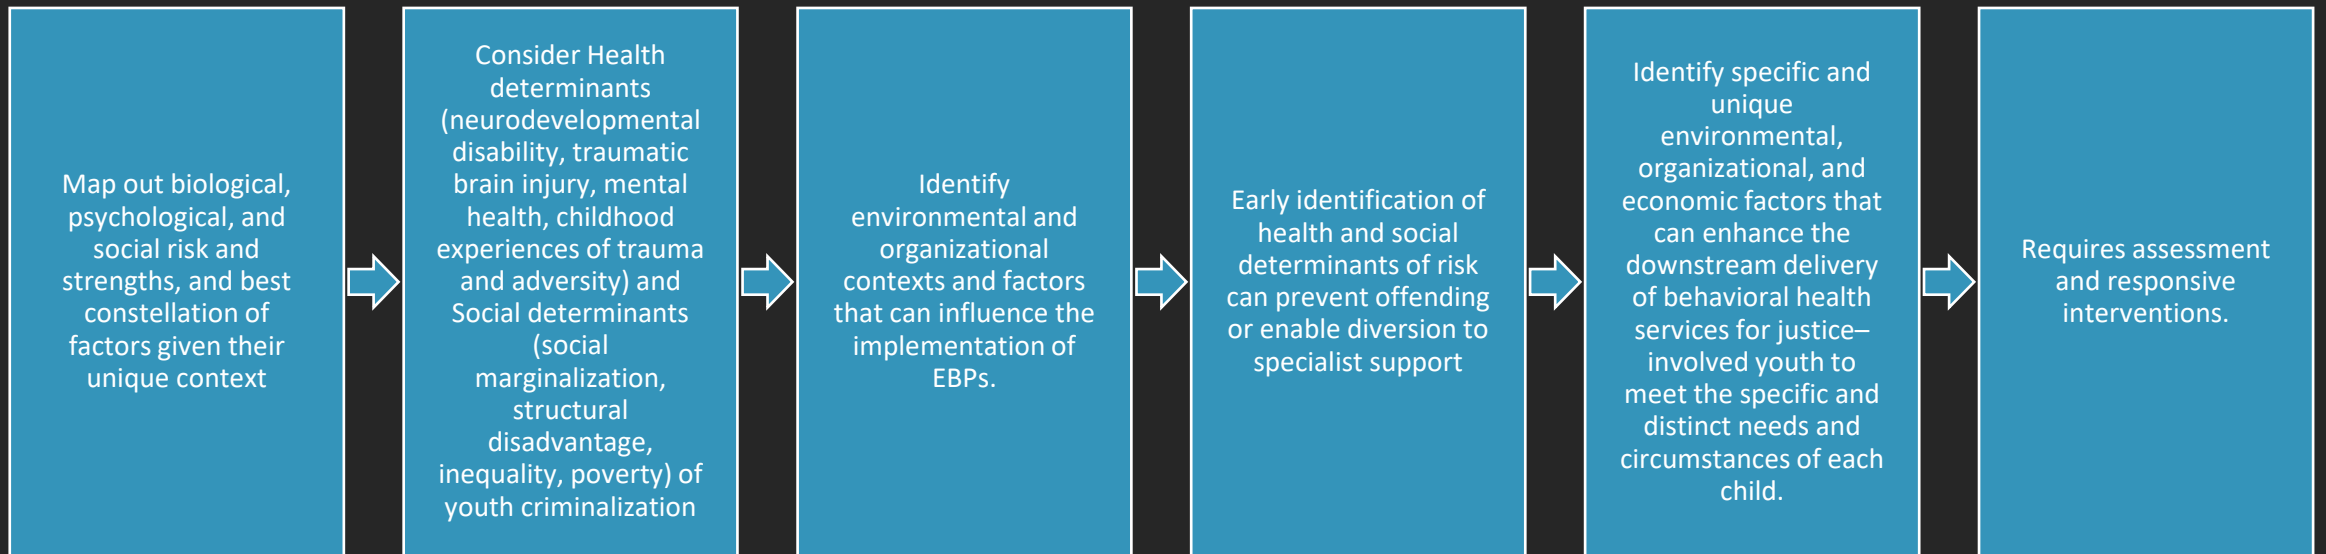 Map out biological,
psychological, and
social risk and
strengths, and best
constellation of
factors given their
unique context
Consider Health
determinants
(neurodevelopmental
disability, traumatic
brain injury, mental
health, childhood
experiences of trauma
and adversity) and
Social determinants
(social
marginalization,
structural
disadvantage,
inequality, poverty) of
youth criminalization
Identify
environmental and
organizational
contexts and factors
that can influence the
implementation of
EBPs.
Early identification of
health and social
determinants of risk
can prevent offending
or enable diversion to
specialist support
Identify specific and
unique
environmental,
organizational, and
economic factors that
can enhance the
downstream delivery
of behavioral health
services for justice–
involved youth to
meet the specific and
distinct needs and
circumstances of each
child.
Requires assessment
and responsive
interventions.